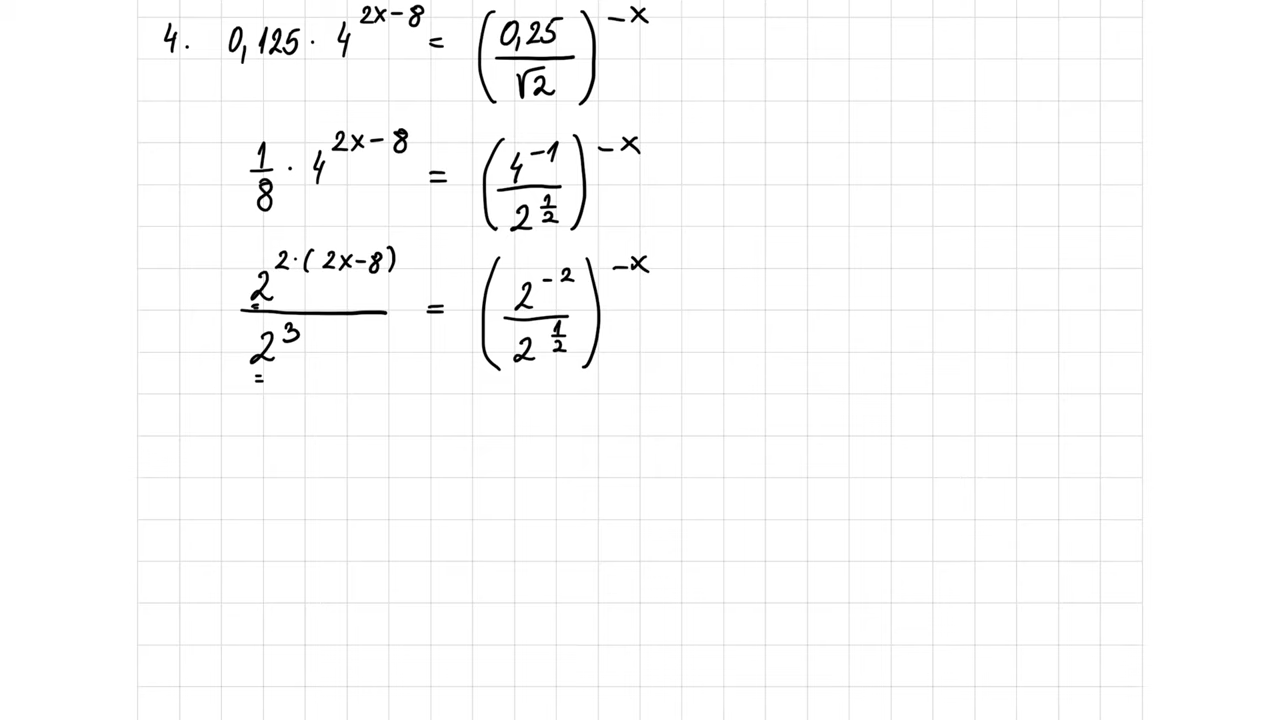 4. 0,125 · 4^{2x-8} = (0,25/√2)^{-x}
1/8 · 4^{2x-8} = (4^{-1}/2^{1/2})^{-x}
2^{2·(2x-8)}/2^3 = (2^{-2}/2^{1/2})^{-x}